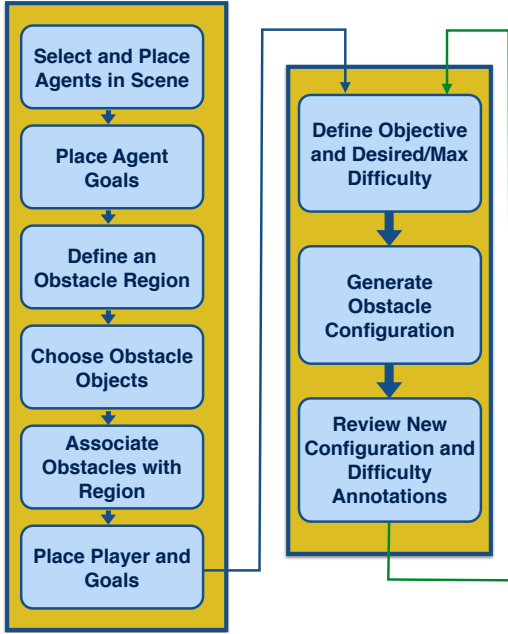 Select and Place
Agents in Scene
Place Agent
Goals
Define an
Obstacle Region
Choose Obstacle
Objects
Associate
Obstacles with
Region
Place Player and
Goals
Define Objective
and Desired/Max
Difficulty
Generate
Obstacle
Configuration
Review New
Configuration and
Difficulty
Annotations